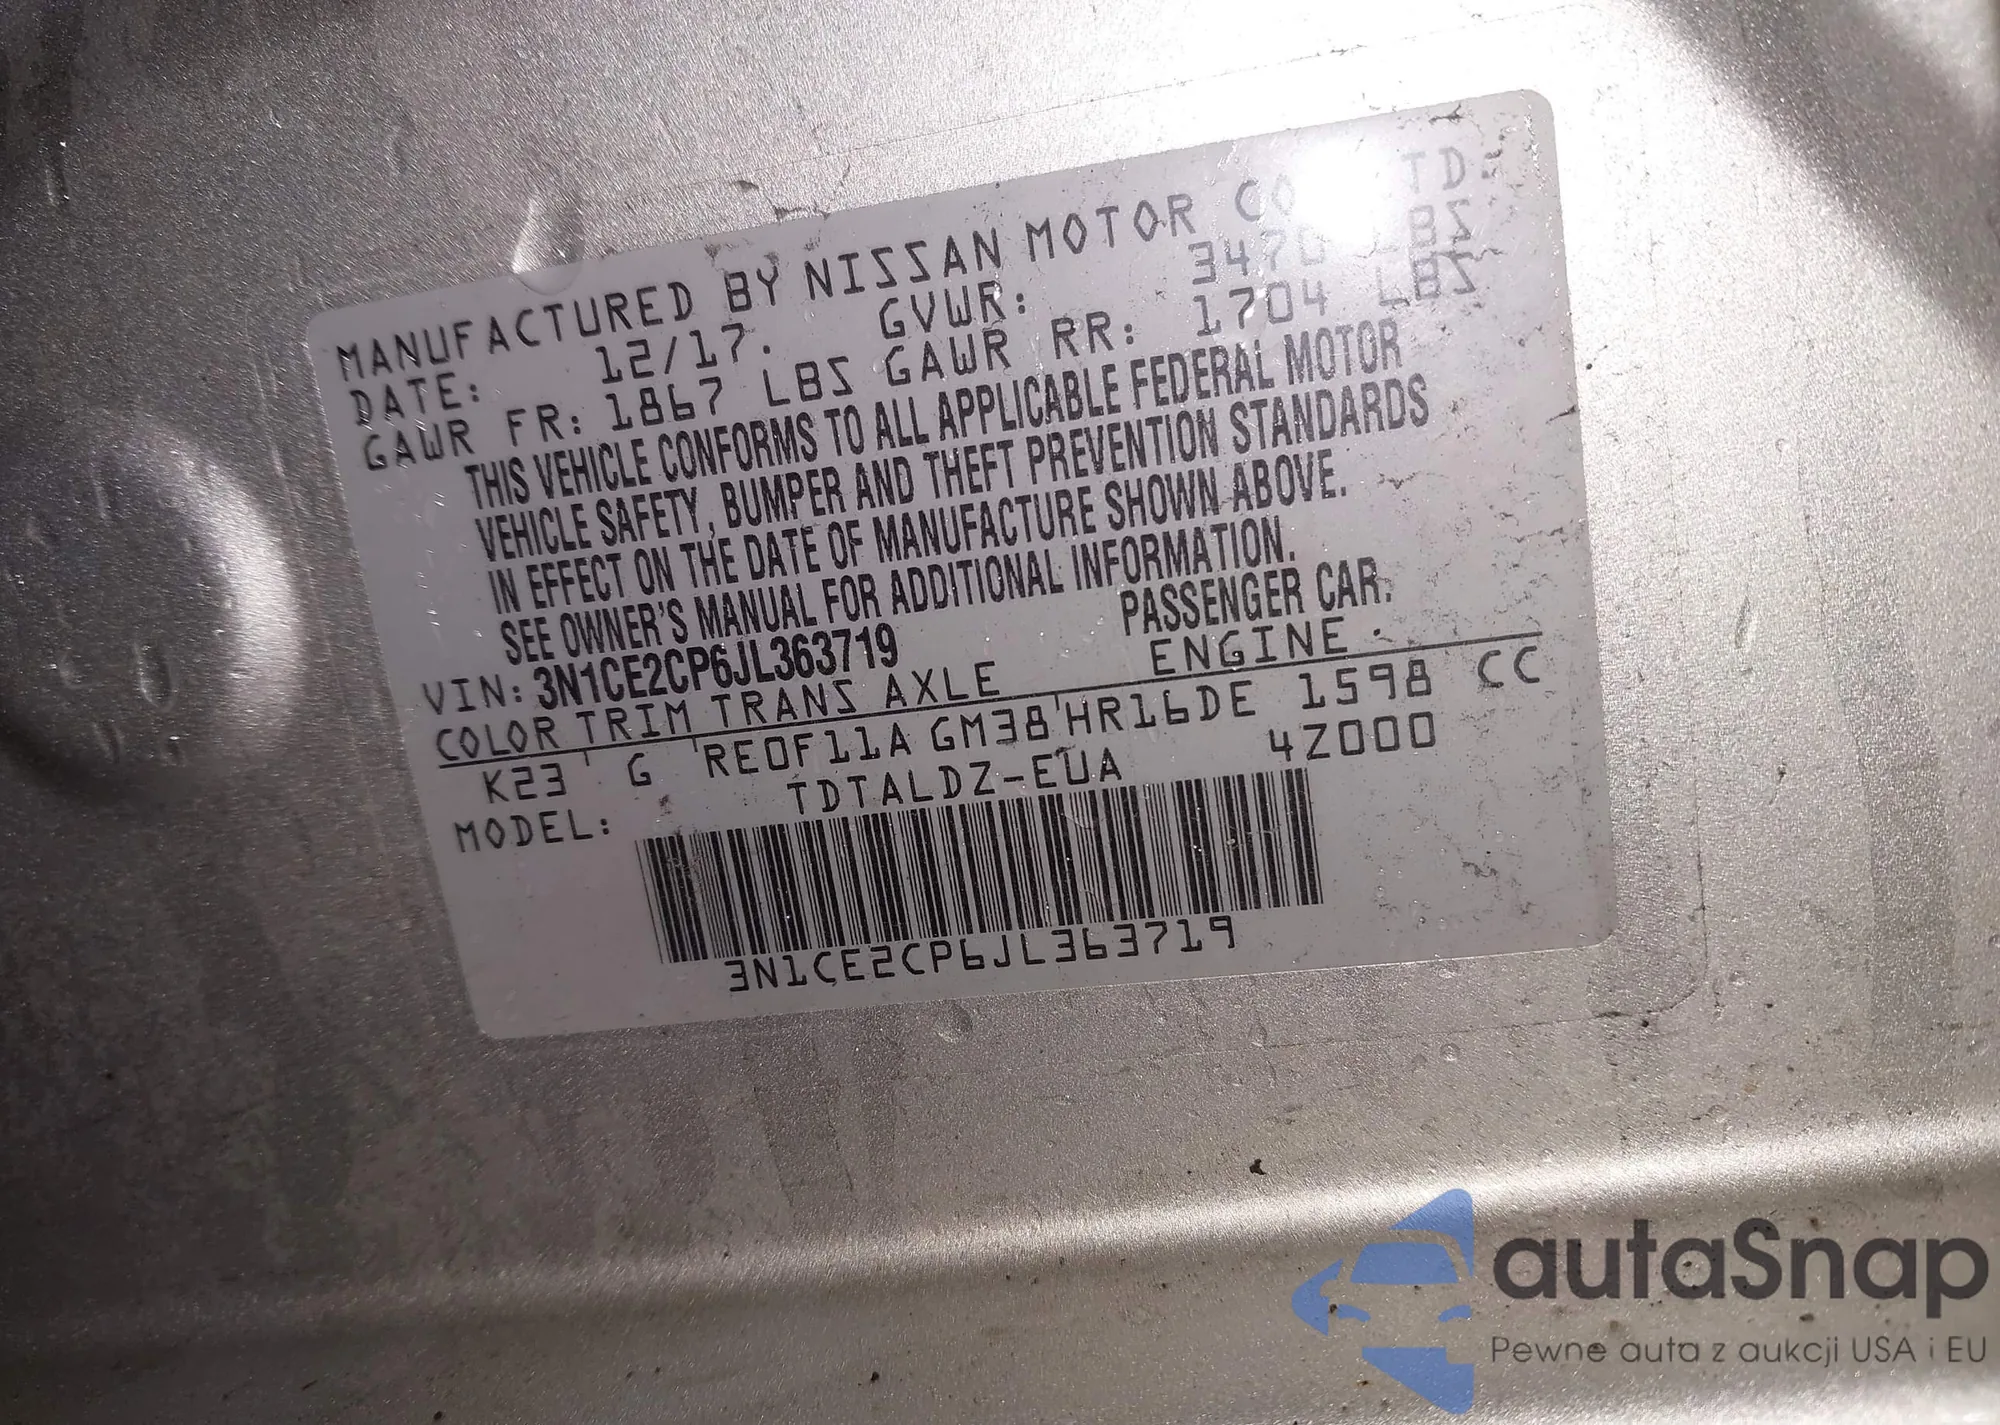 MANUFACTURED BY NISSAN MOTOR CO TD.
DATE: 12/17. GVWR: 3470 LBS
GAWR FR: 1867 LBS GAWR RR: 1704 LBS
THIS VEHICLE CONFORMS TO ALL APPLICABLE FEDERAL MOTOR
VEHICLE SAFETY, BUMPER AND THEFT PREVENTION STANDARDS
IN EFFECT ON THE DATE OF MANUFACTURE SHOWN ABOVE.
SEE OWNER'S MANUAL FOR ADDITIONAL INFORMATION.
VIN: 3N1CE2CP6JL363719 PASSENGER CAR.
COLOR TRIM TRANS AXLE ENGINE
K23 G RE0F11A GM38 HR16DE 1598 CC
MODEL: TDTALDZ-EUA 4Z000
3N1CE2CP6JL363719
autaSnap
Pewne auta z aukcji USA i EU